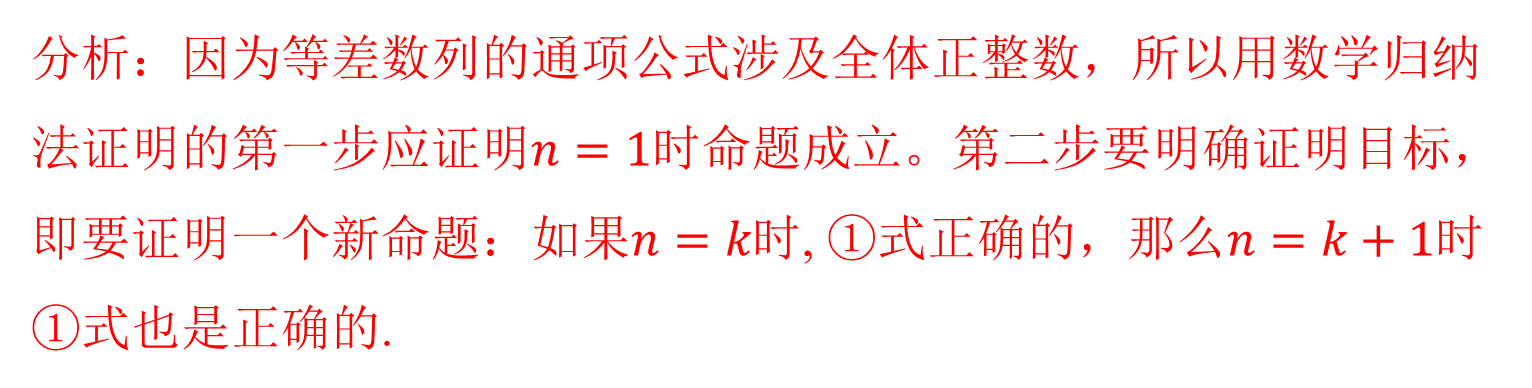 分析：因为等差数列的通项公式涉及全体正整数，所以用数学归纳
法证明的第一步应证明n = 1时命题成立。第二步要明确证明目标，
即要证明一个新命题：如果n = k时, ①式正确的，那么n = k + 1时
①式也是正确的.